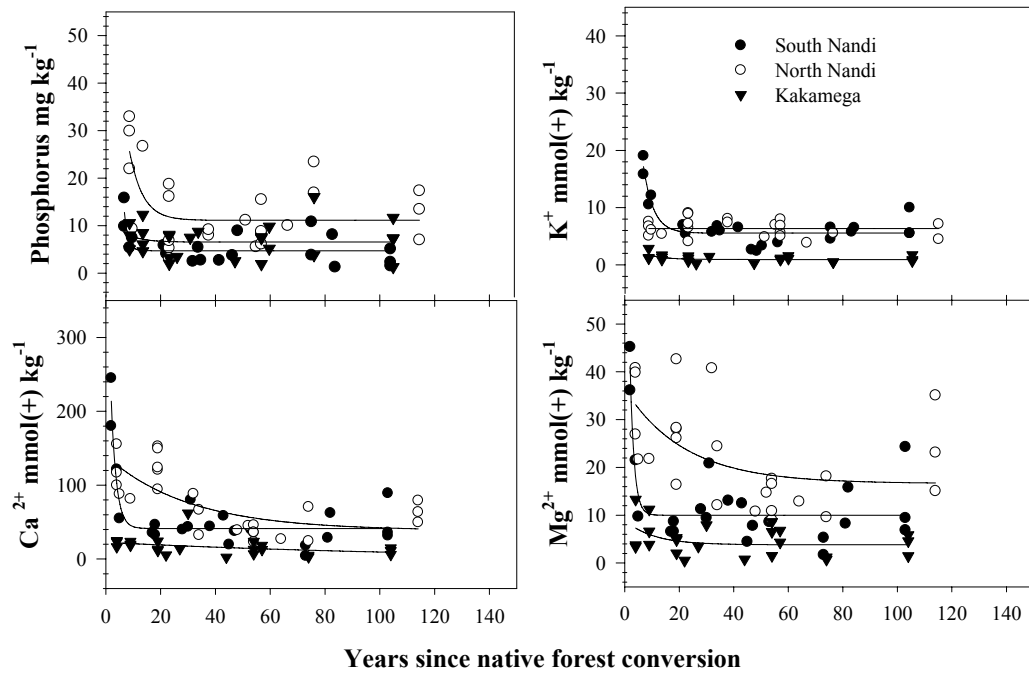 Phosphorus mg kg⁻¹
50
40
30
20
10
0
K⁺ mmol(+) kg⁻¹
40
30
20
10
0
South Nandi
North Nandi
Kakamega
Ca ²⁺ mmol(+) kg⁻¹
300
200
100
0
0 20 40 60 80 100 120 140
Mg²⁺ mmol(+) kg⁻¹
50
40
30
20
10
0
0 20 40 60 80 100 120 140
Years since native forest conversion